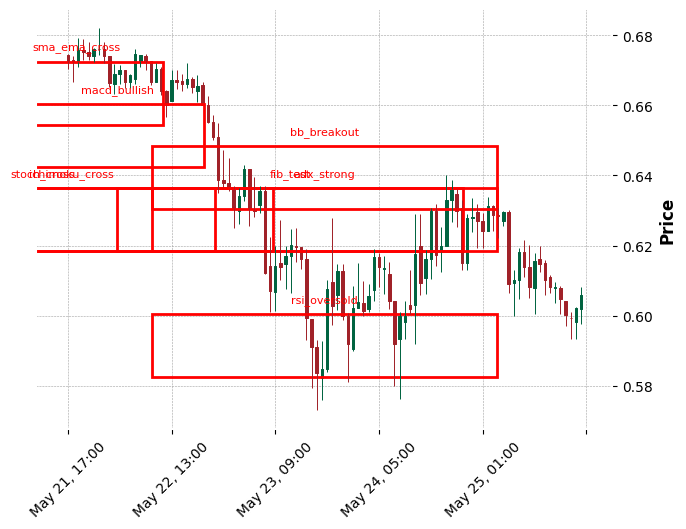 sma_ema_cross
0.68
macd_bullish
0.66
bb_breakout
fib_test
adx_strong
0.64
Price
0.62
rsi_oversold
0.60
0.58
May 21, 17:00
May 22, 13:00
May 23, 09:00
May 24, 05:00
May 25, 01:00